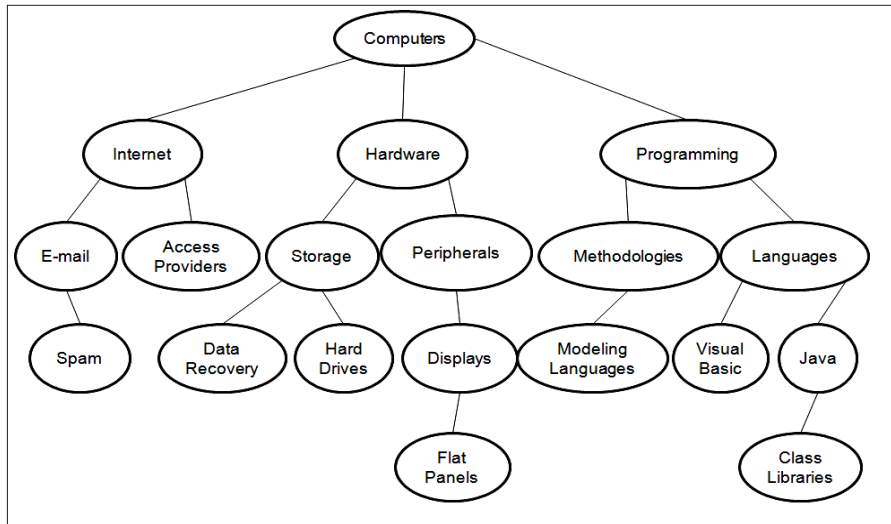 Computers
Internet
Hardware
Programming
E-mail
Access
Providers
Storage
Peripherals
Methodologies
Languages
Spam
Data
Recovery
Hard
Drives
Displays
Modeling
Languages
Visual
Basic
Java
Flat
Panels
Class
Libraries